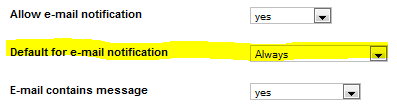 Allow e-mail notification yes
Default for e-mail notification Always
E-mail contains message yes